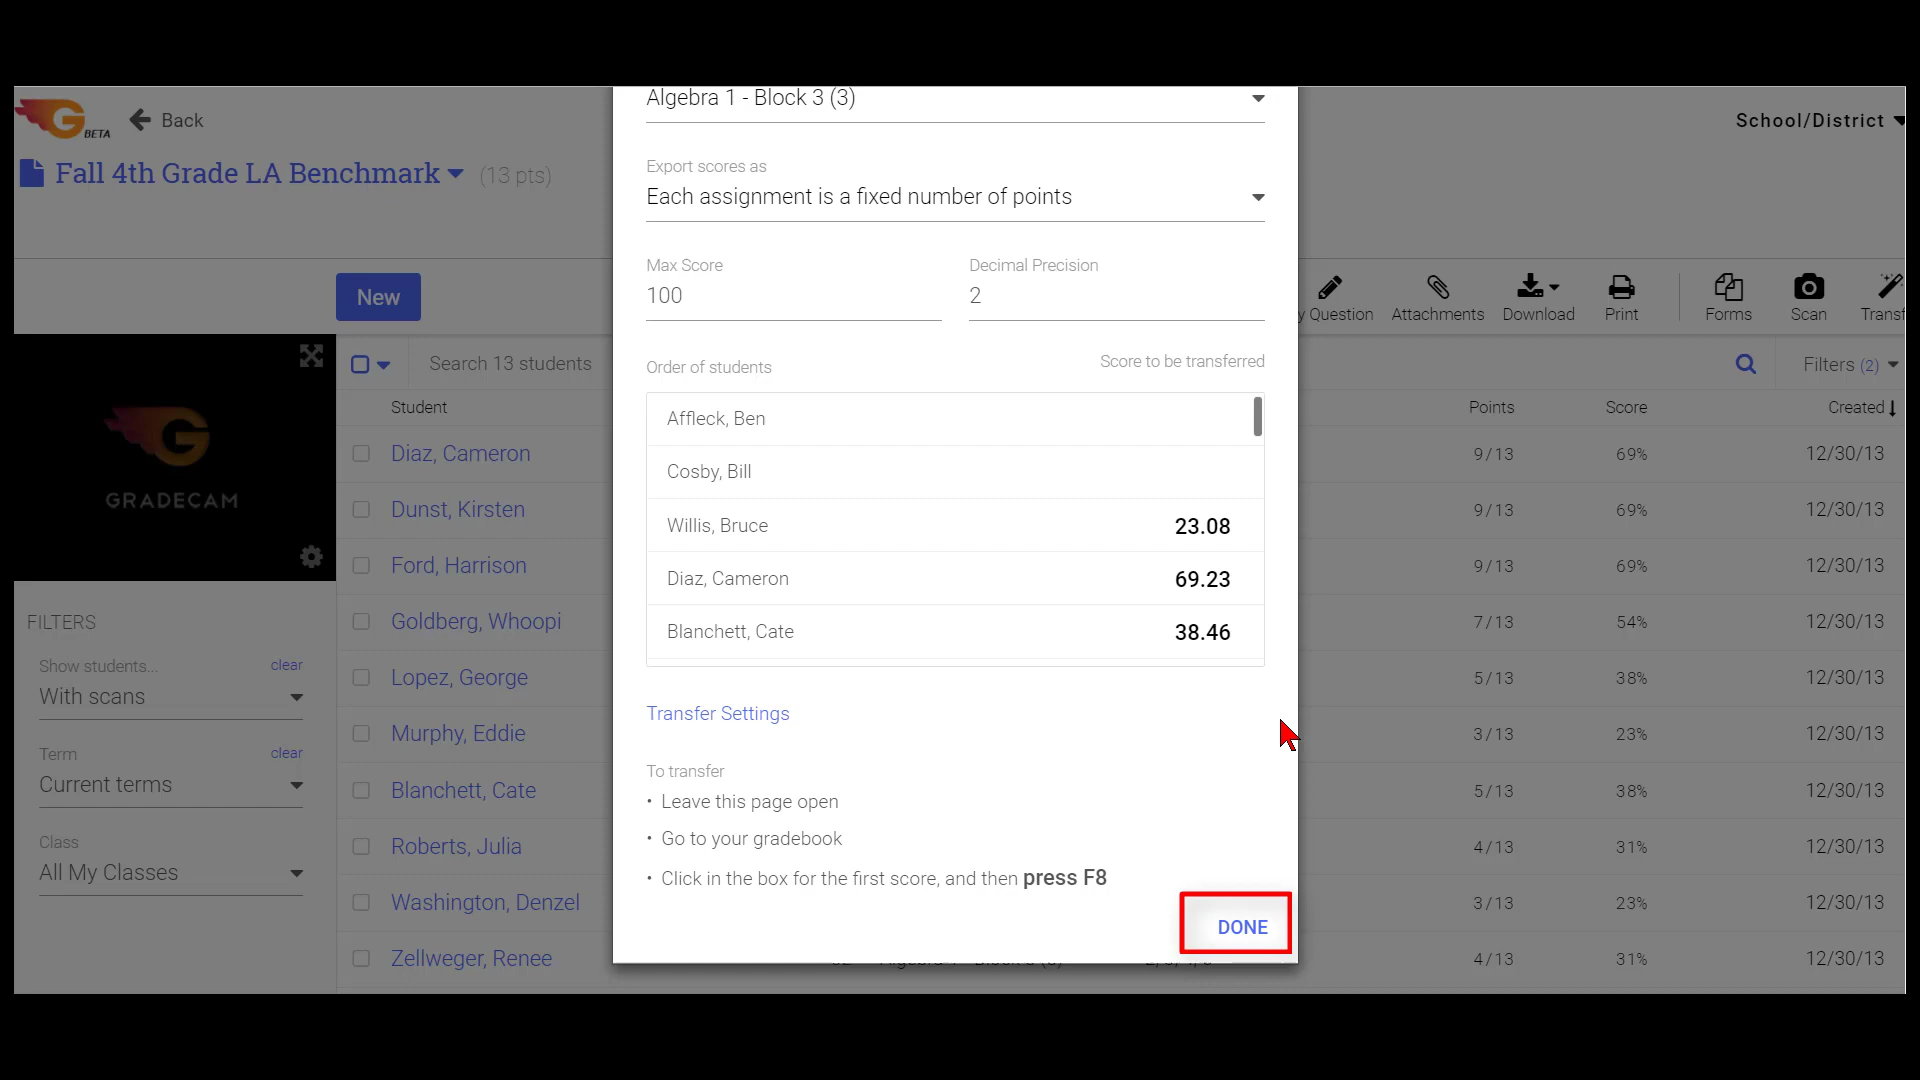 G BETA
Back
School/District
Fall 4th Grade LA Benchmark (13 pts)
New
y Question
Attachments
Download
Print
Forms
Scan
Transf
GRADECAM
Search 13 students
Filters (2)
Student Points Score Created
Diaz, Cameron 9/13 69% 12/30/13
Dunst, Kirsten 9/13 69% 12/30/13
Ford, Harrison 9/13 69% 12/30/13
Goldberg, Whoopi 7/13 54% 12/30/13
Lopez, George 5/13 38% 12/30/13
Murphy, Eddie 3/13 23% 12/30/13
Blanchett, Cate 5/13 38% 12/30/13
Roberts, Julia 4/13 31% 12/30/13
Washington, Denzel 3/13 23% 12/30/13
Zellweger, Renee 4/13 31% 12/30/13
FILTERS
Show students... clear
With scans
Term clear
Current terms
Class
All My Classes
Algebra 1 - Block 3 (3)
Export scores as
Each assignment is a fixed number of points
Max Score Decimal Precision
100 2
Order of students Score to be transferred
Affleck, Ben
Cosby, Bill
Willis, Bruce 23.08
Diaz, Cameron 69.23
Blanchett, Cate 38.46
Transfer Settings
To transfer
• Leave this page open
• Go to your gradebook
• Click in the box for the first score, and then press F8
DONE